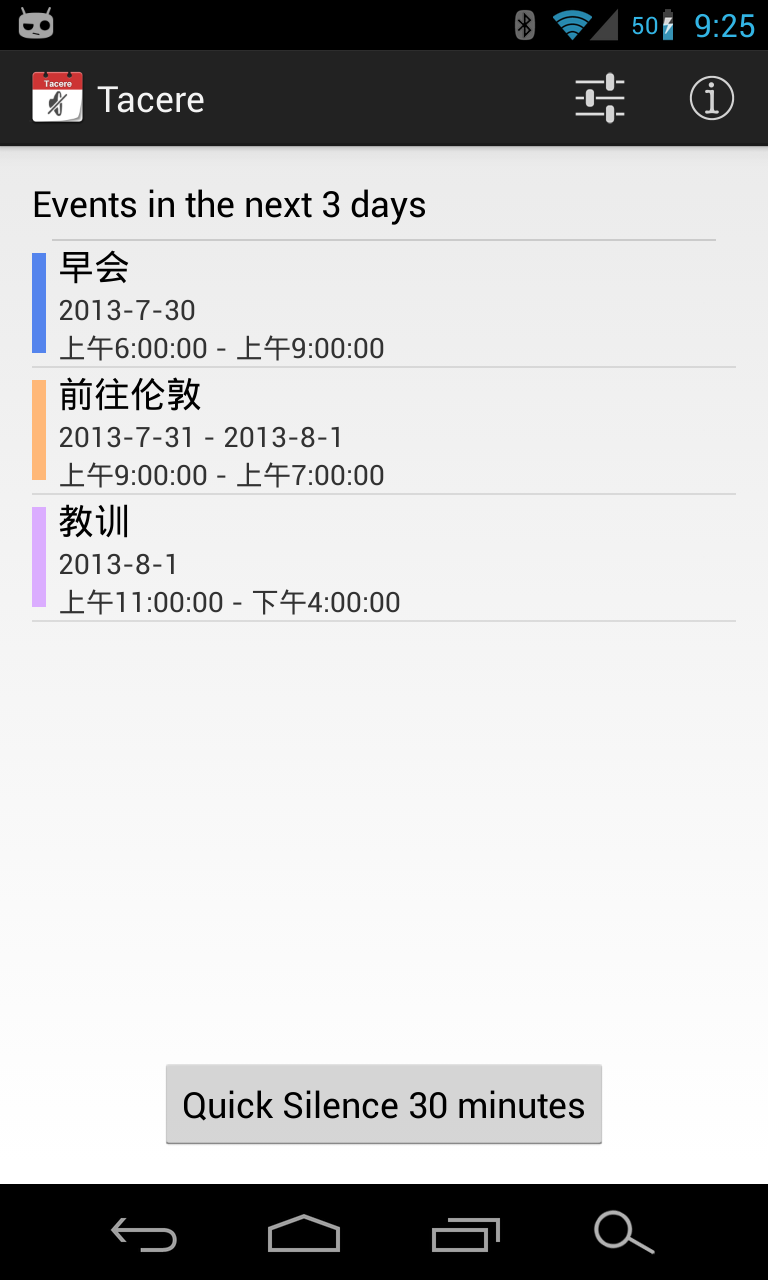 50 9:25
Tacere
Tacere
Events in the next 3 days
早会
2013-7-30
上午6:00:00 - 上午9:00:00
前往伦敦
2013-7-31 - 2013-8-1
上午9:00:00 - 上午7:00:00
教训
2013-8-1
上午11:00:00 - 下午4:00:00
Quick Silence 30 minutes